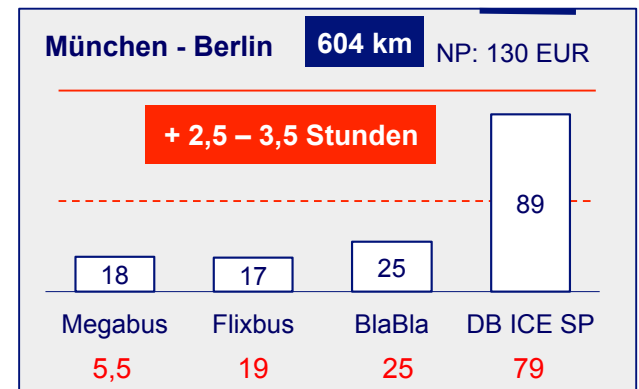 München - Berlin 604 km NP: 130 EUR
+ 2,5 – 3,5 Stunden
89
18 17 25
Megabus Flixbus BlaBla DB ICE SP
5,5 19 25 79